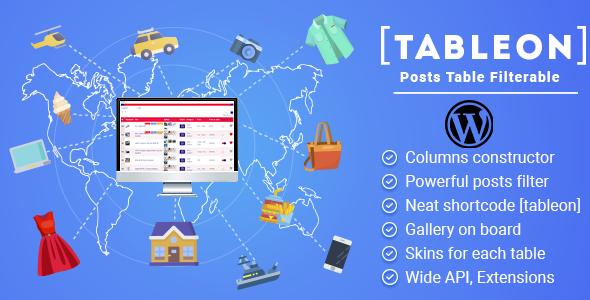 [TABLEON]
Posts Table Filterable
Columns constructor
Powerful posts filter
Neat shortcode [tableon]
Gallery on board
Skins for each table
Wide API, Extensions